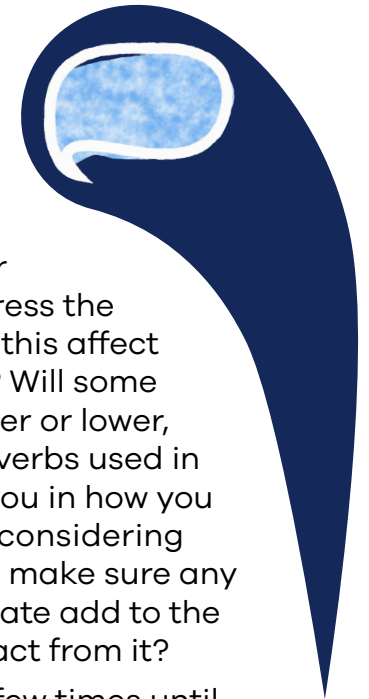 r
ress the
this affect
? Will some
er or lower,
verbs used in
ou in how you
considering
make sure any
ate add to the
act from it?
few times until